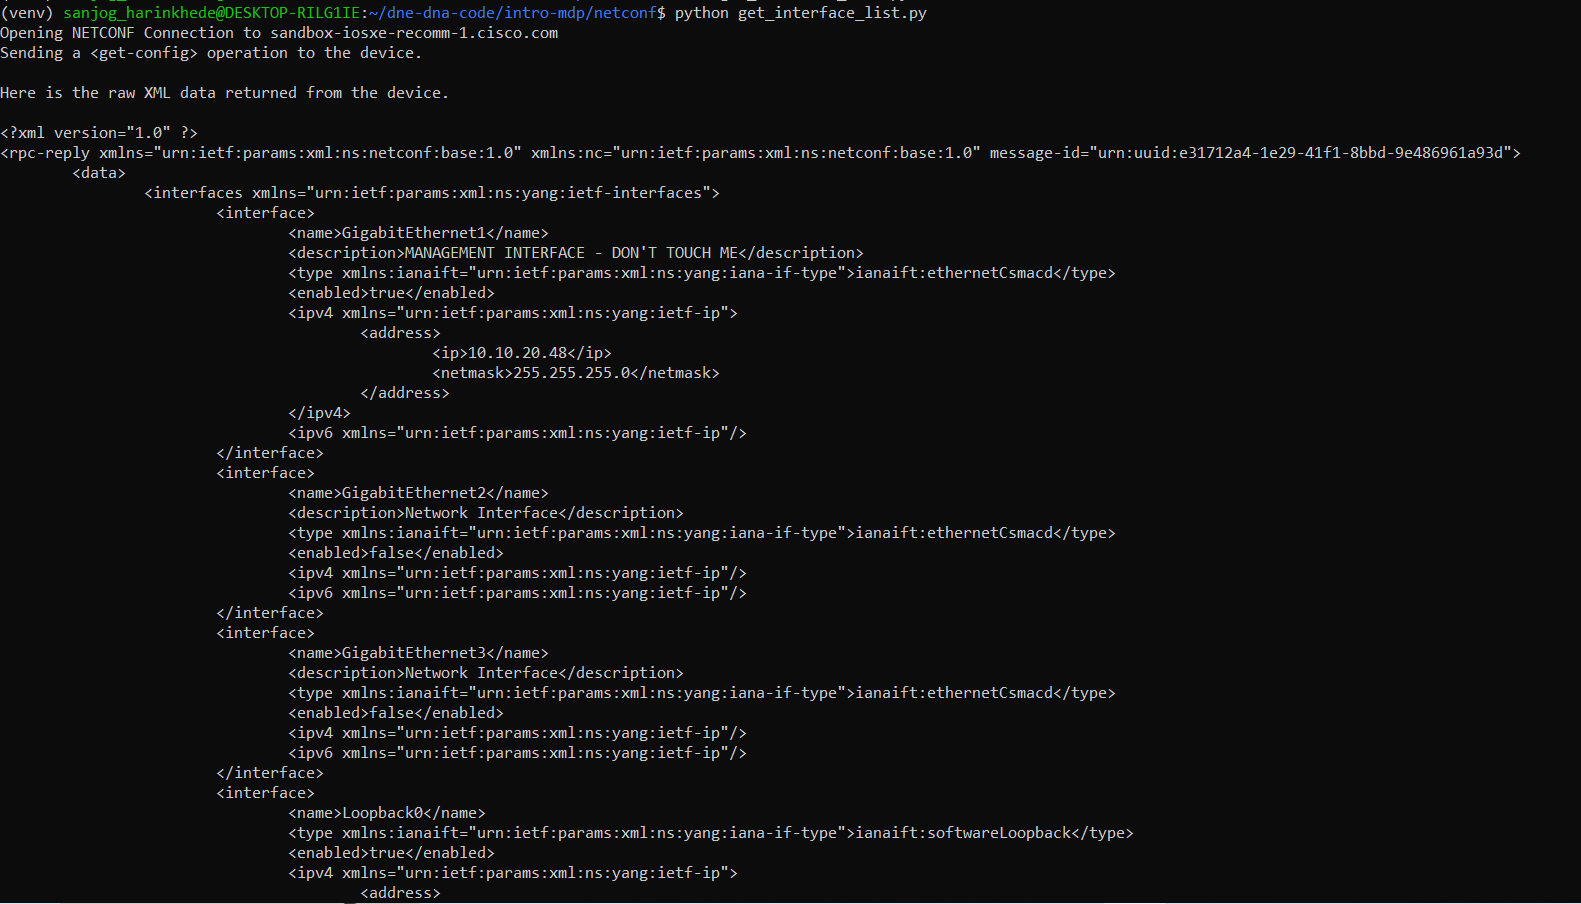 (venv) sanjog_harinkhede@DESKTOP-RILG1IE:~/dne-dna-code/intro-mdp/netconf$ python get_interface_list.py
Opening NETCONF Connection to sandbox-iosxe-recomm-1.cisco.com
Sending a <get-config> operation to the device.
Here is the raw XML data returned from the device.
<?xml version="1.0" ?>
<rpc-reply xmlns="urn:ietf:params:xml:ns:netconf:base:1.0" xmlns:nc="urn:ietf:params:xml:ns:netconf:base:1.0" message-id="urn:uuid:e31712a4-1e29-41f1-8bbd-9e486961a93d">
<data>
<interfaces xmlns="urn:ietf:params:xml:ns:yang:ietf-interfaces">
<interface>
<name>GigabitEthernet1</name>
<description>MANAGEMENT INTERFACE - DON'T TOUCH ME</description>
<type xmlns:ianaift="urn:ietf:params:xml:ns:yang:iana-if-type">ianaift:ethernetCsmacd</type>
<enabled>true</enabled>
<ipv4 xmlns="urn:ietf:params:xml:ns:yang:ietf-ip">
<address>
<ip>10.10.20.48</ip>
<netmask>255.255.255.0</netmask>
</address>
</ipv4>
<ipv6 xmlns="urn:ietf:params:xml:ns:yang:ietf-ip"/>
</interface>
<interface>
<name>GigabitEthernet2</name>
<description>Network Interface</description>
<type xmlns:ianaift="urn:ietf:params:xml:ns:yang:iana-if-type">ianaift:ethernetCsmacd</type>
<enabled>false</enabled>
<ipv4 xmlns="urn:ietf:params:xml:ns:yang:ietf-ip"/>
<ipv6 xmlns="urn:ietf:params:xml:ns:yang:ietf-ip"/>
</interface>
<interface>
<name>GigabitEthernet3</name>
<description>Network Interface</description>
<type xmlns:ianaift="urn:ietf:params:xml:ns:yang:iana-if-type">ianaift:ethernetCsmacd</type>
<enabled>false</enabled>
<ipv4 xmlns="urn:ietf:params:xml:ns:yang:ietf-ip"/>
<ipv6 xmlns="urn:ietf:params:xml:ns:yang:ietf-ip"/>
</interface>
<interface>
<name>Loopback0</name>
<type xmlns:ianaift="urn:ietf:params:xml:ns:yang:iana-if-type">ianaift:softwareLoopback</type>
<enabled>true</enabled>
<ipv4 xmlns="urn:ietf:params:xml:ns:yang:ietf-ip">
<address>